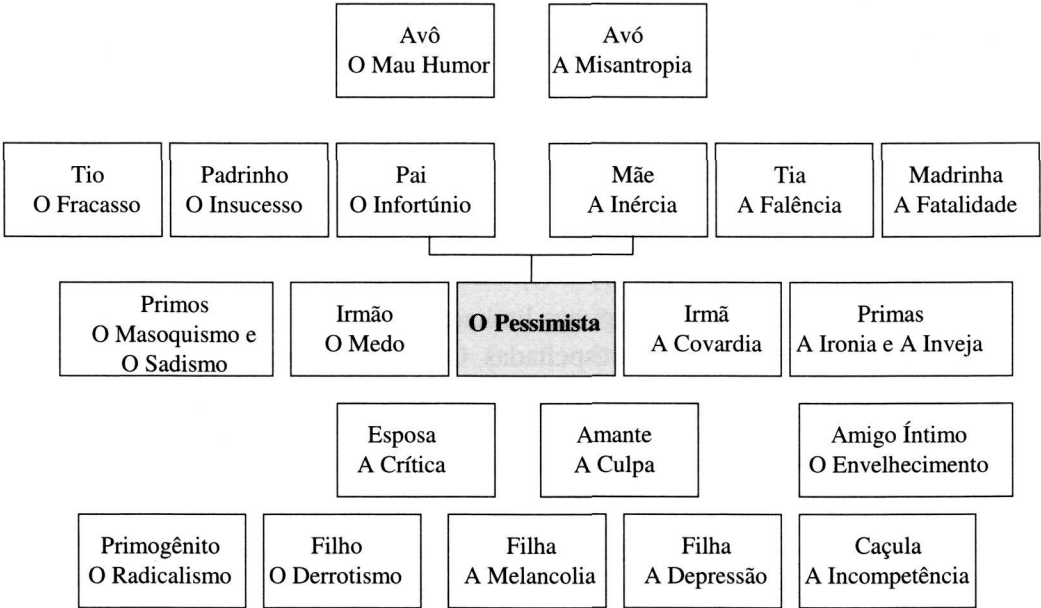 Avô
O Mau Humor
Avó
A Misantropia
Tio
O Fracasso
Padrinho
O Insucesso
Pai
O Infortúnio
Mãe
A Inércia
Tia
A Falência
Madrinha
A Fatalidade
Primos
O Masoquismo e
O Sadismo
Irmão
O Medo
O Pessimista
Irmã
A Covardia
Primas
A Ironia e A Inveja
Esposa
A Crítica
Amante
A Culpa
Amigo Íntimo
O Envelhecimento
Primogênito
O Radicalismo
Filho
O Derrotismo
Filha
A Melancolia
Filha
A Depressão
Caçula
A Incompetência